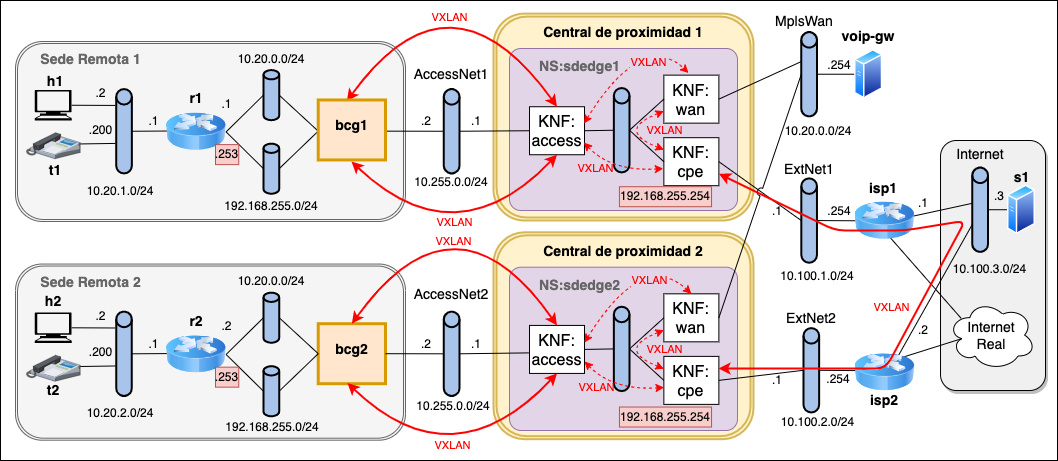 VXLAN
Sede Remota 1
h1
.2
.200
t1
10.20.1.0/24
.1
r1
.1
.253
10.20.0.0/24
192.168.255.0/24
bcg1
VXLAN
AccessNet1
.2
.1
10.255.0.0/24
Central de proximidad 1
NS:sdedge1
VXLAN
KNF:
access
KNF:
wan
VXLAN
VXLAN
KNF:
cpe
192.168.255.254
MplsWan
.254
voip-gw
10.20.0.0/24
ExtNet1
.1
.254
10.100.1.0/24
isp1
.1
Internet
s1
.3
10.100.3.0/24
VXLAN
.2
Internet
Real
Sede Remota 2
h2
.2
.200
t2
10.20.2.0/24
.1
r2
.2
.253
10.20.0.0/24
192.168.255.0/24
bcg2
VXLAN
VXLAN
AccessNet2
.2
.1
10.255.0.0/24
Central de proximidad 2
NS:sdedge2
VXLAN
KNF:
access
KNF:
wan
VXLAN
VXLAN
KNF:
cpe
192.168.255.254
ExtNet2
.1
.254
10.100.2.0/24
isp2